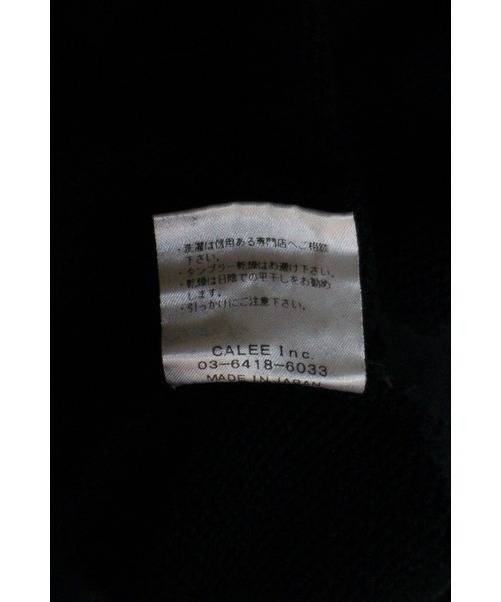 ・洗濯は信用ある専門店へご相談
下さい。
・タンブラー乾燥はお避け下さい。
・乾燥は日陰での平干しをお勧め
します。
・引っかけにご注意下さい。
CALEE Inc.
03-6418-6033
MADE IN JAPAN